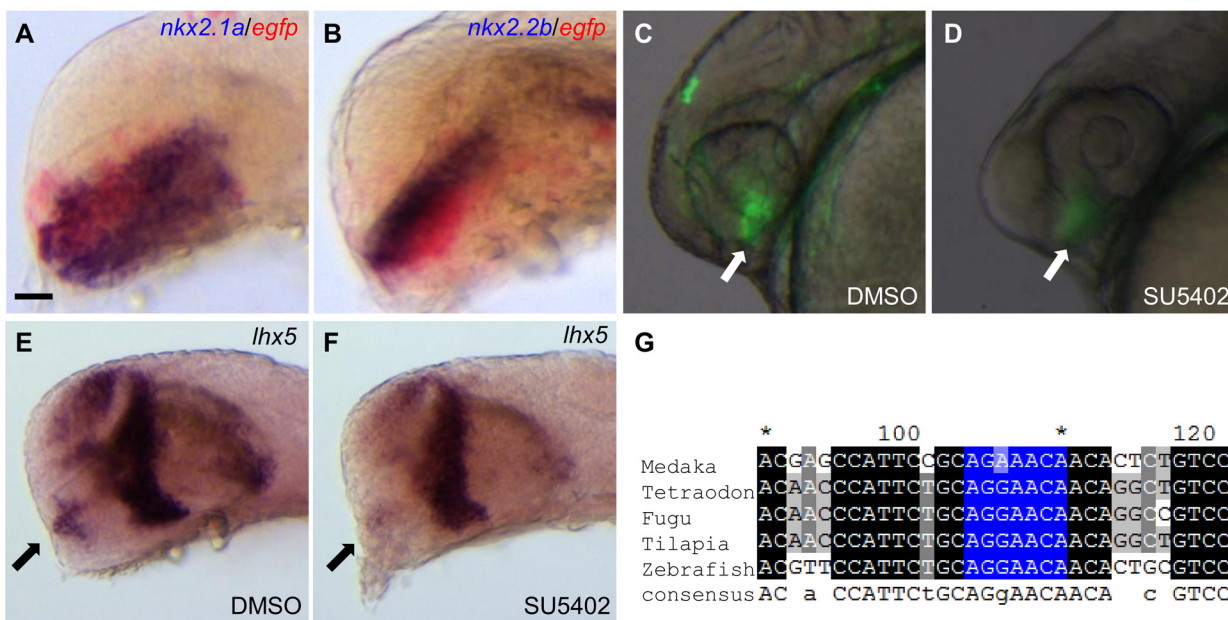 A
nkx2.1a/egfp
B
nkx2.2b/egfp
C
DMSO
D
SU5402
E
lhx5
DMSO
F
lhx5
SU5402
G
* 100 * 120
Medaka ACGAGCCATTCCGCAGAAACAACACTCTGTCC
Tetraodon ACAACCCATTCTGCAGGAACAACAGGCTGTCC
Fugu ACAACCCATTCTGCAGGAACAACAGGCCGTCC
Tilapia ACAACCCATTCTGCAGGAACAACAGGCTGTCC
Zebrafish ACGTTCCATTCTGCAGGAACAACACTGCGTCC
consensus AC a CCATTCtGCAGgAACAACA c GTCC